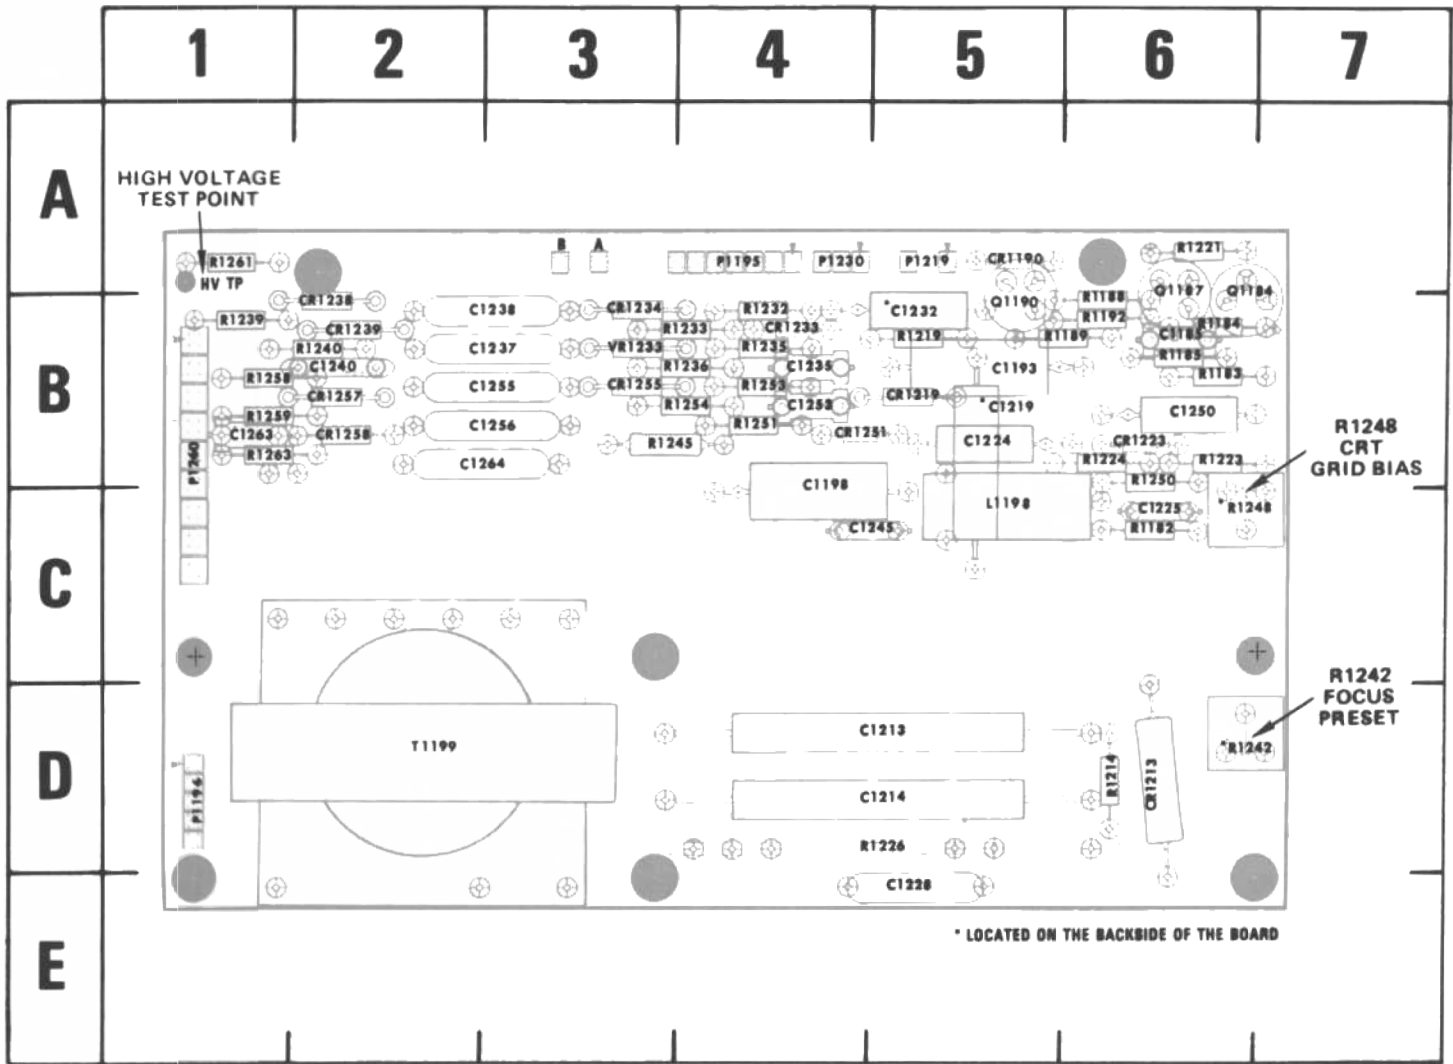 1 2 3 4 5 6 7
A
HIGH VOLTAGE
TEST POINT
B A
R1261 P1195 P1230 P1219 CR1190 R1221
HV TP
CR1238 Q1190 R1188 Q1187 Q1184
C1238 CR1234 R1232 *C1232
R1239 CR1239 R1233 CR1233 R1192 R1184
R1219 R1189 C1185
R1240 C1237 VR1233 R1235 R1185
B
C1240 R1236 C1235 C1193
R1258 C1255 CR1255 R1253 R1183
CR1257 CR1219
R1254 C1253 *C1219
R1259 C1250
C1256 R1251
C1263 CR1258 R1245 CR1251 C1224 CR1223
R1263
C1264 R1224 R1223
P1260
R1248
CRT
GRID BIAS
C1198 R1250
L1198 C1225 *R1248
C1245 R1182
C
R1242
FOCUS
PRESET
C1213
T1199 *R1242
D
P1194 C1214 R1214 CR1213
R1226
C1228
* LOCATED ON THE BACKSIDE OF THE BOARD
E